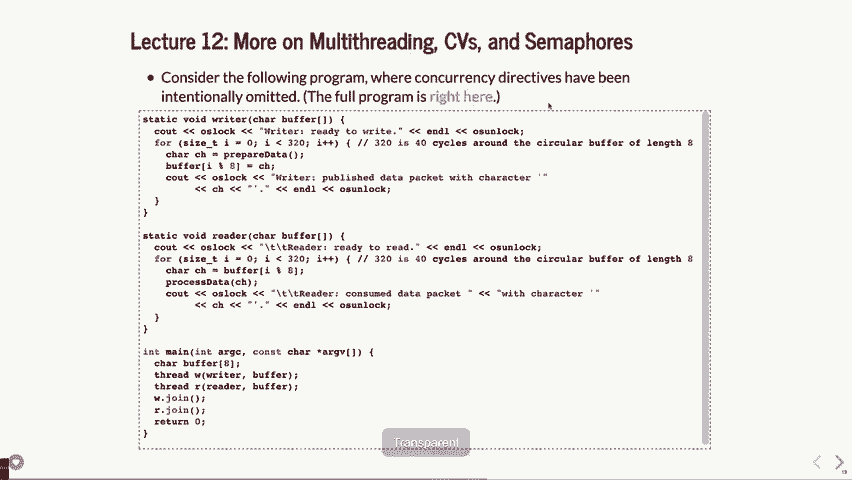 Lecture 12: More on Multithreading, CVs, and Semaphores
• Consider the following program, where concurrency directives have been
intentionally omitted. (The full program is right here.)
static void writer(char buffer[]) {
  cout << oslock << "Writer: ready to write." << endl << osunlock;
  for (size_t i = 0; i < 320; i++) { // 320 is 40 cycles around the circular buffer of length 8
    char ch = prepareData();
    buffer[i % 8] = ch;
    cout << oslock << "Writer: published data packet with character '"
         << ch << "'." << endl << osunlock;
  }
}
static void reader(char buffer[]) {
  cout << oslock << "\t\tReader: ready to read." << endl << osunlock;
  for (size_t i = 0; i < 320; i++) { // 320 is 40 cycles around the circular buffer of length 8
    char ch = buffer[i % 8];
    processData(ch);
    cout << oslock << "\t\tReader: consumed data packet " << "with character '"
         << ch << "'." << endl << osunlock;
  }
}
int main(int argc, const char *argv[]) {
  char buffer[8];
  thread w(writer, buffer);
  thread r(reader, buffer);
  w.join();
  r.join();
  return 0;
}
Transparent